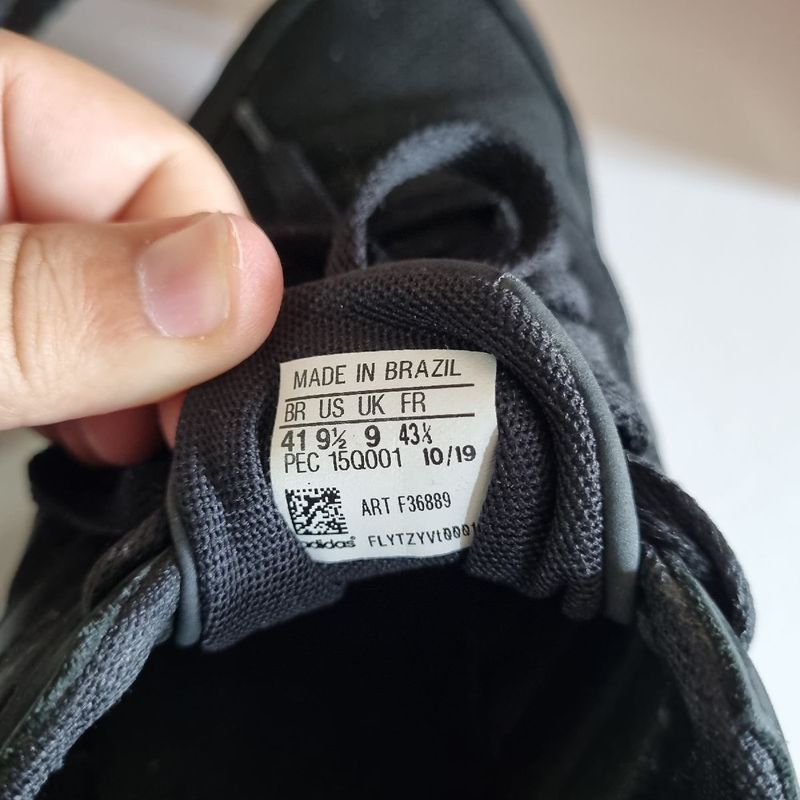 MADE IN BRAZIL
BR US UK FR
41 9½ 9 43⅓
PEC 15Q001 10/19
ART F36889
adidas FLYTZYVt0001